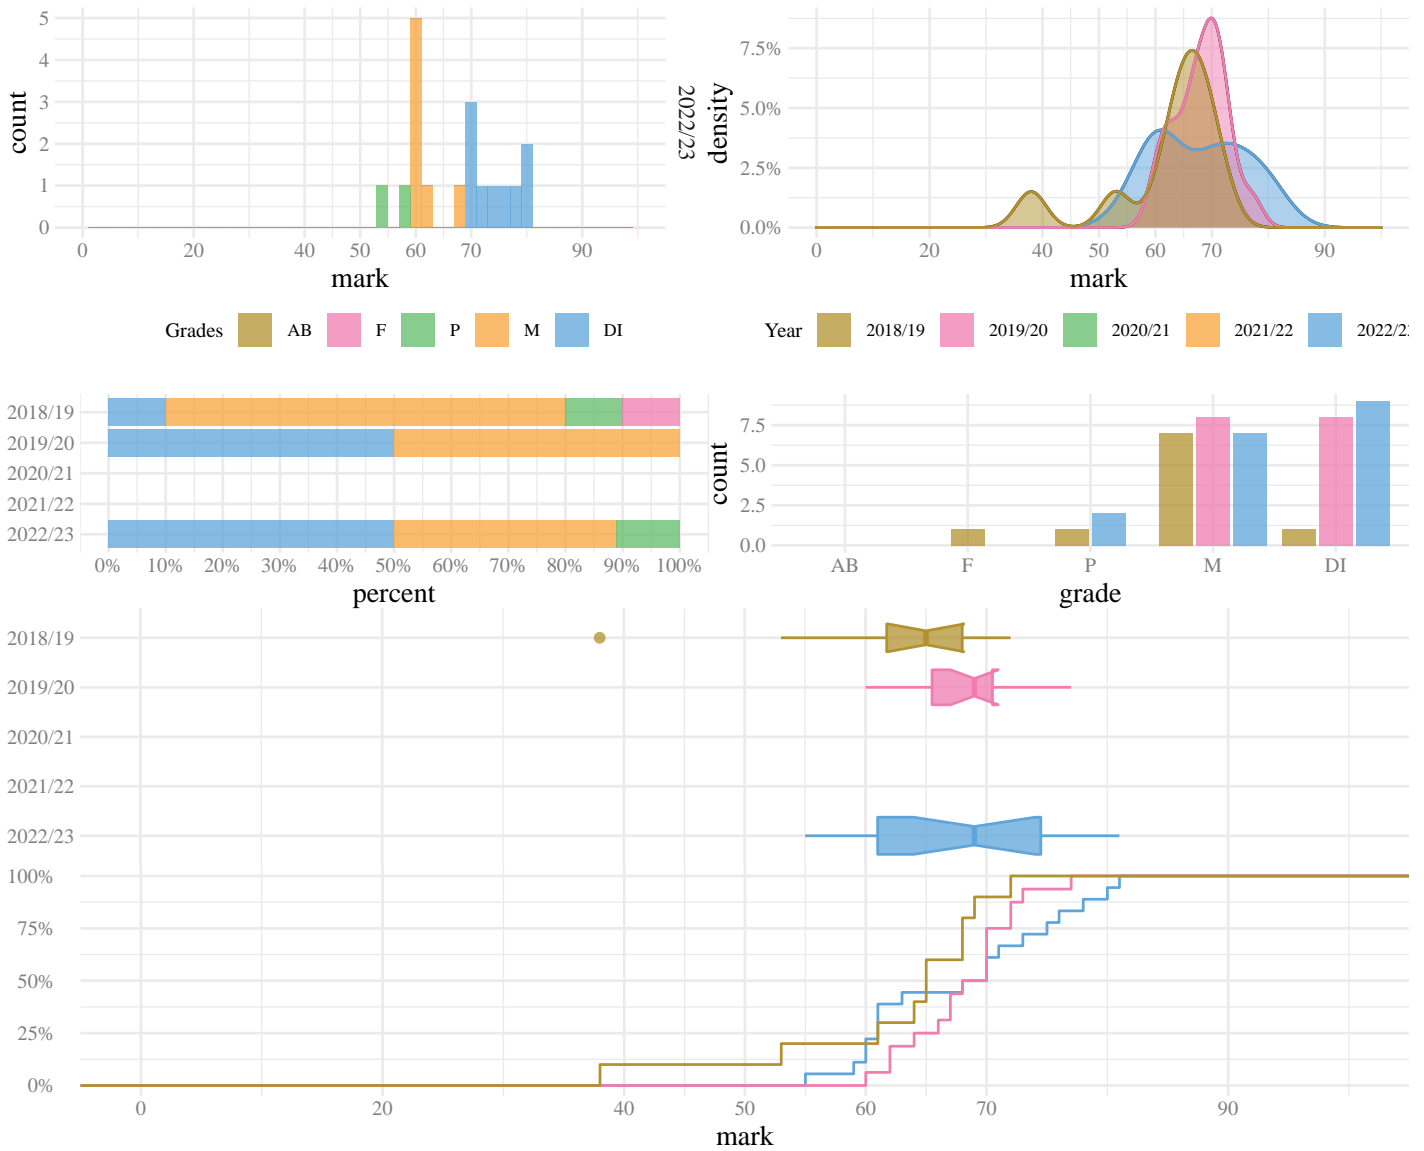 5
4
3
2
1
0
count
0 20 40 50 60 70 90
mark
2022/23
7.5%
5.0%
2.5%
0.0%
density
0 20 40 50 60 70 90
mark
Grades AB F P M DI
Year 2018/19 2019/20 2020/21 2021/22 2022/23
2018/19
2019/20
2020/21
2021/22
2022/23
0% 10% 20% 30% 40% 50% 60% 70% 80% 90% 100%
percent
7.5
5.0
2.5
0.0
count
AB F P M DI
grade
2018/19
2019/20
2020/21
2021/22
2022/23
100%
75%
50%
25%
0%
0 20 40 50 60 70 90
mark